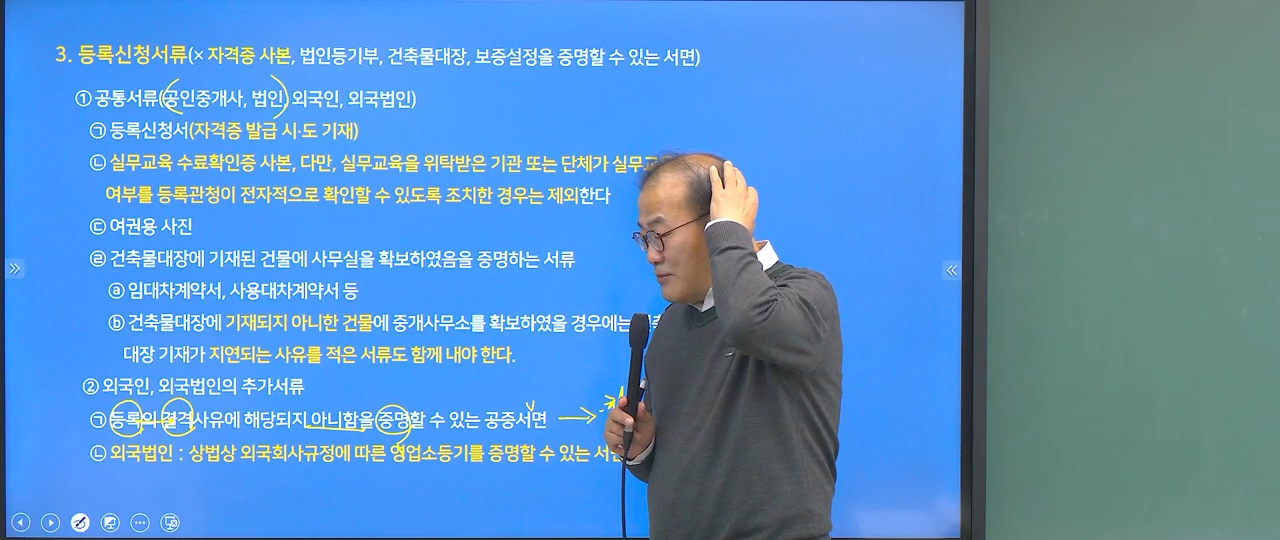 3. 등록신청서류(× 자격증 사본, 법인등기부, 건축물대장, 보증설정을 증명할 수 있는 서면)
① 공통서류(공인중개사, 법인, 외국인, 외국법인)
㉠ 등록신청서(자격증 발급 시·도 기재)
㉡ 실무교육 수료확인증 사본, 다만, 실무교육을 위탁받은 기관 또는 단체가
여부를 등록관청이 전자적으로 확인할 수 있도록 조치한 경우는 제외한다
㉢ 여권용 사진
㉣ 건축물대장에 기재된 건물에 사무실을 확보하였음을 증명하는 서류
ⓐ 임대차계약서, 사용대차계약서 등
ⓑ 건축물대장에 기재되지 아니한 건물에 중개사무소를 확보하였을 경우에는
대장 기재가 지연되는 사유를 적은 서류도 함께 내야 한다.
② 외국인, 외국법인의 추가서류
㉠ 등록의 결격사유에 해당되지 아니함을 증명할 수 있는 공증서면
㉡ 외국법인 : 상법상 외국회사규정에 따른 영업소등기를 증명할 수 있는